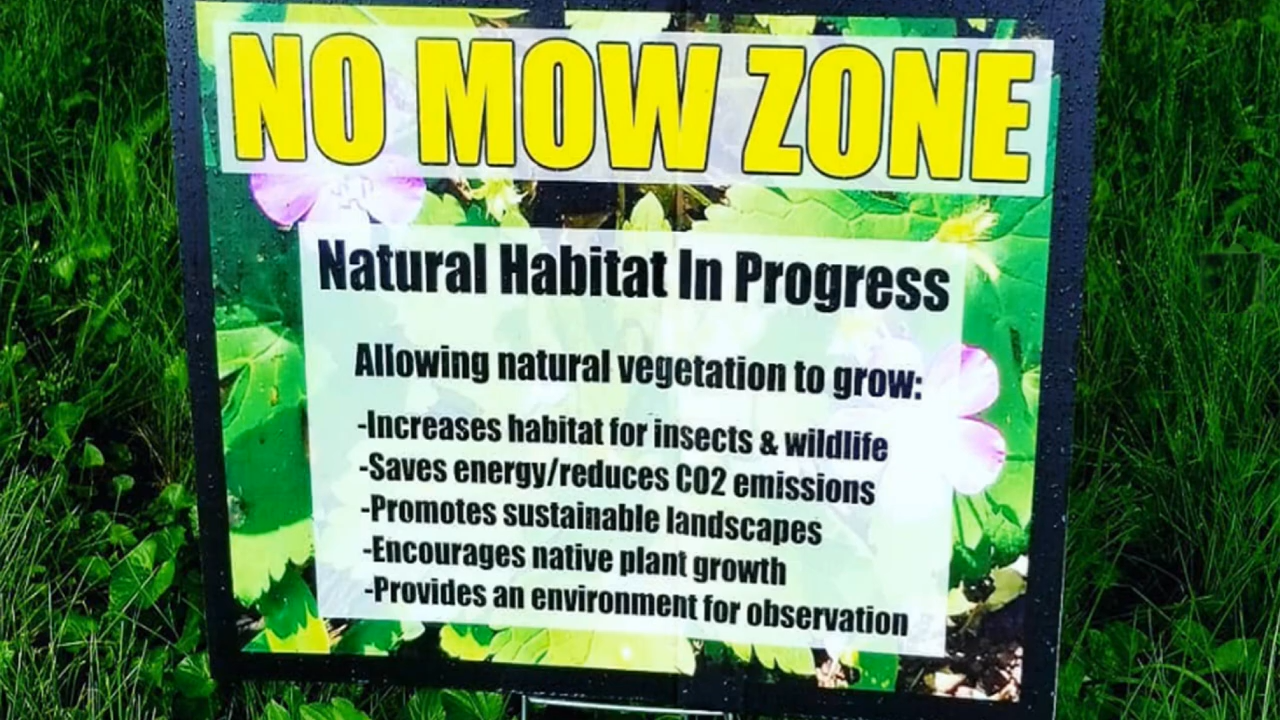 NO MOW ZONE
Natural Habitat In Progress
Allowing natural vegetation to grow:
-Increases habitat for insects & wildlife
-Saves energy/reduces CO2 emissions
-Promotes sustainable landscapes
-Encourages native plant growth
-Provides an environment for observation